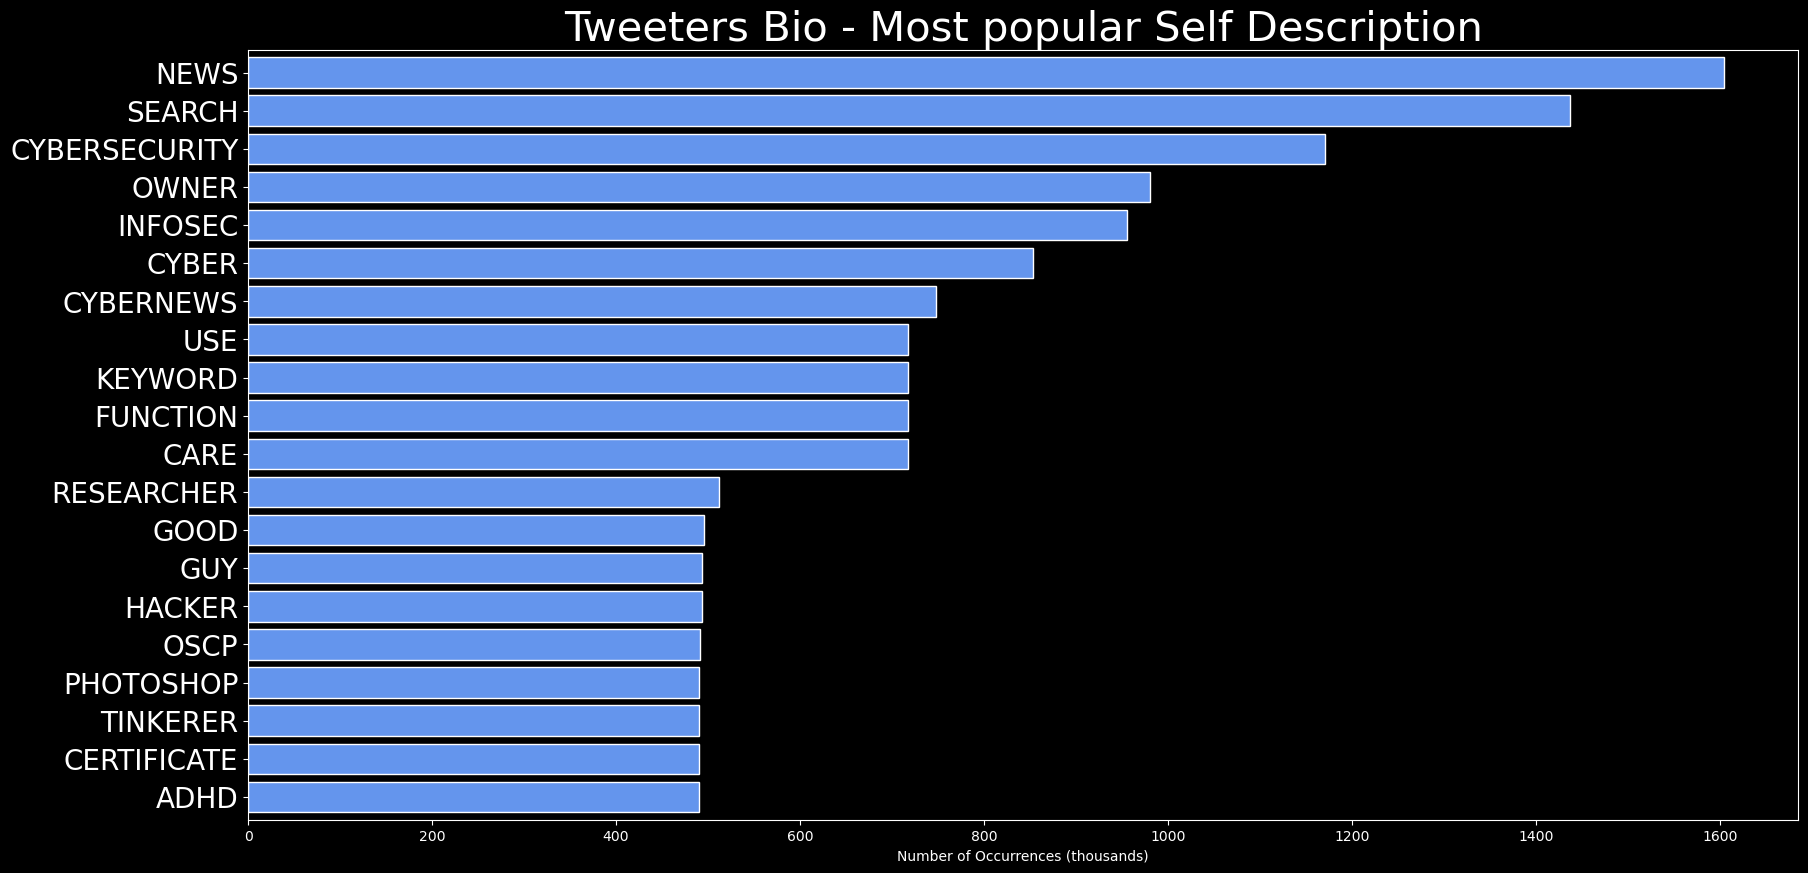 Tweeters Bio - Most popular Self Description
NEWS
SEARCH
CYBERSECURITY
OWNER
INFOSEC
CYBER
CYBERNEWS
USE
KEYWORD
FUNCTION
CARE
RESEARCHER
GOOD
GUY
HACKER
OSCP
PHOTOSHOP
TINKERER
CERTIFICATE
ADHD
0 200 400 600 800 1000 1200 1400 1600
Number of Occurrences (thousands)